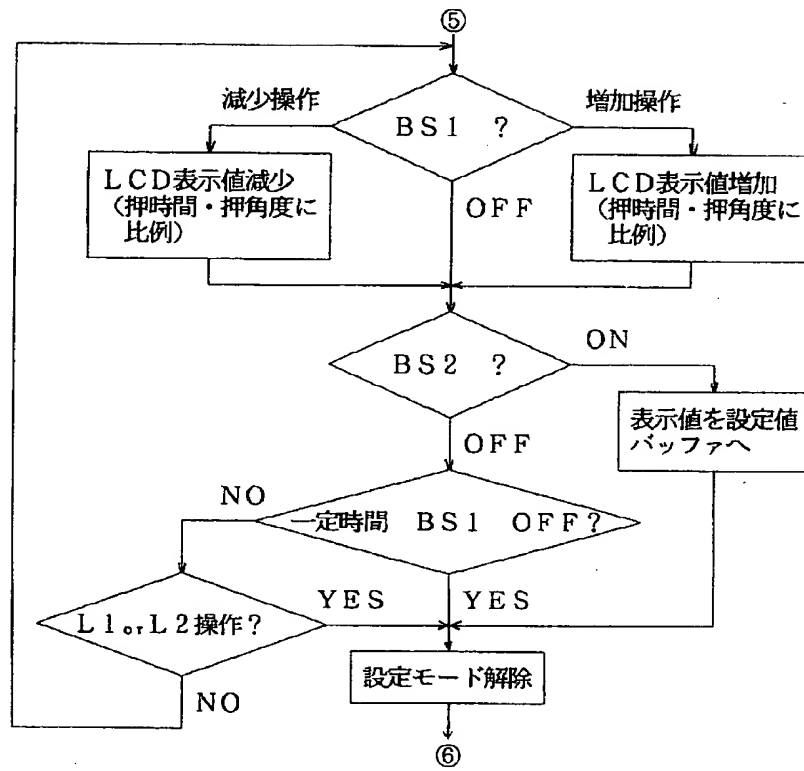 ⑤
減少操作
増加操作
BS1 ?
LCD表示値減少
(押時間・押角度に
比例)
OFF
LCD表示値増加
(押時間・押角度に
比例)
BS2 ?
ON
表示値を設定値
バッファへ
OFF
NO
一定時間 BS1 OFF?
YES
YES
L1orL2操作?
NO
設定モード解除
⑥